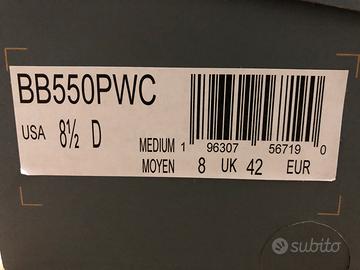 BB550PWC
USA 8½ D
MEDIUM 1 96307 56719 0
MOYEN 8 UK 42 EUR
subito